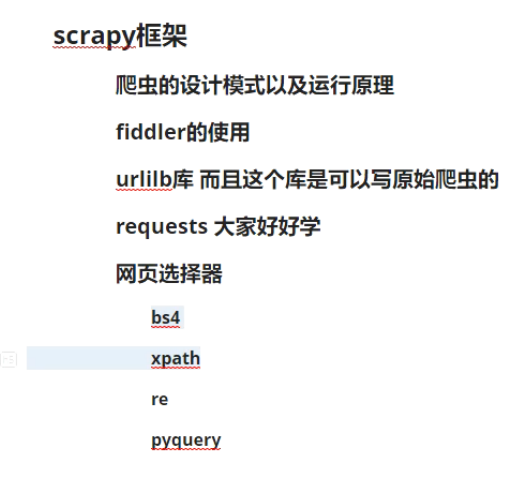 scrapy框架
爬虫的设计模式以及运行原理
fiddler的使用
urlilb库 而且这个库是可以写原始爬虫的
requests 大家好好学
网页选择器
bs4
xpath
re
pyquery